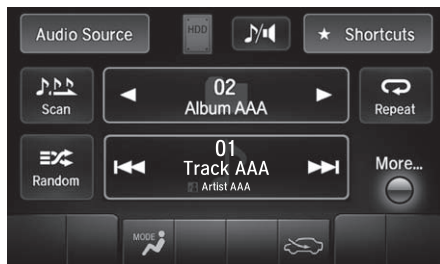 Audio Source
HDD
Shortcuts
Scan
02
Album AAA
Repeat
Random
01
Track AAA
Artist AAA
More...
MODE